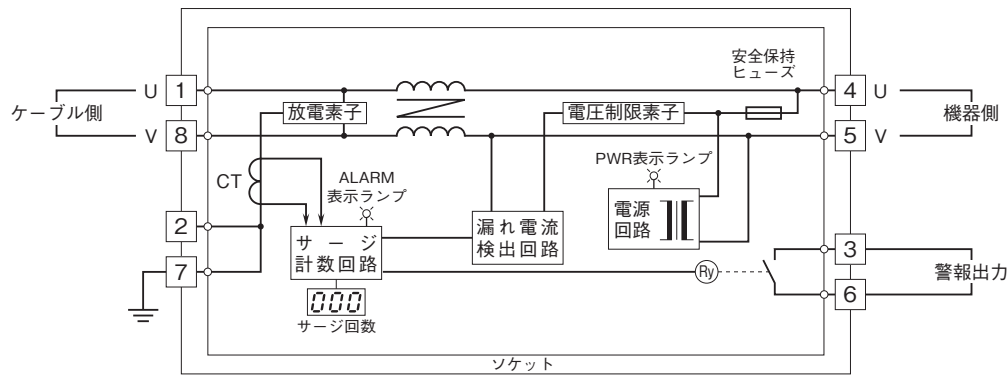 安全保持
ヒューズ
U 1
4 U
ケーブル側
放電素子
電圧制限素子
機器側
V 8
5 V
CT
ALARM
表示ランプ
PWR表示ランプ
2
サージ
計数回路
漏れ電流
検出回路
電源
回路
3
7
Ry
警報出力
6
000
サージ回数
ソケット